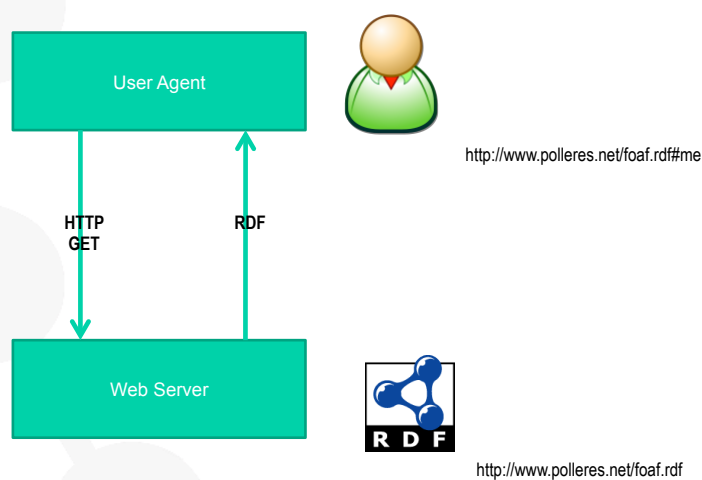 User Agent
http://www.polleres.net/foaf.rdf#me
HTTP
GET
RDF
Web Server
RDF
http://www.polleres.net/foaf.rdf